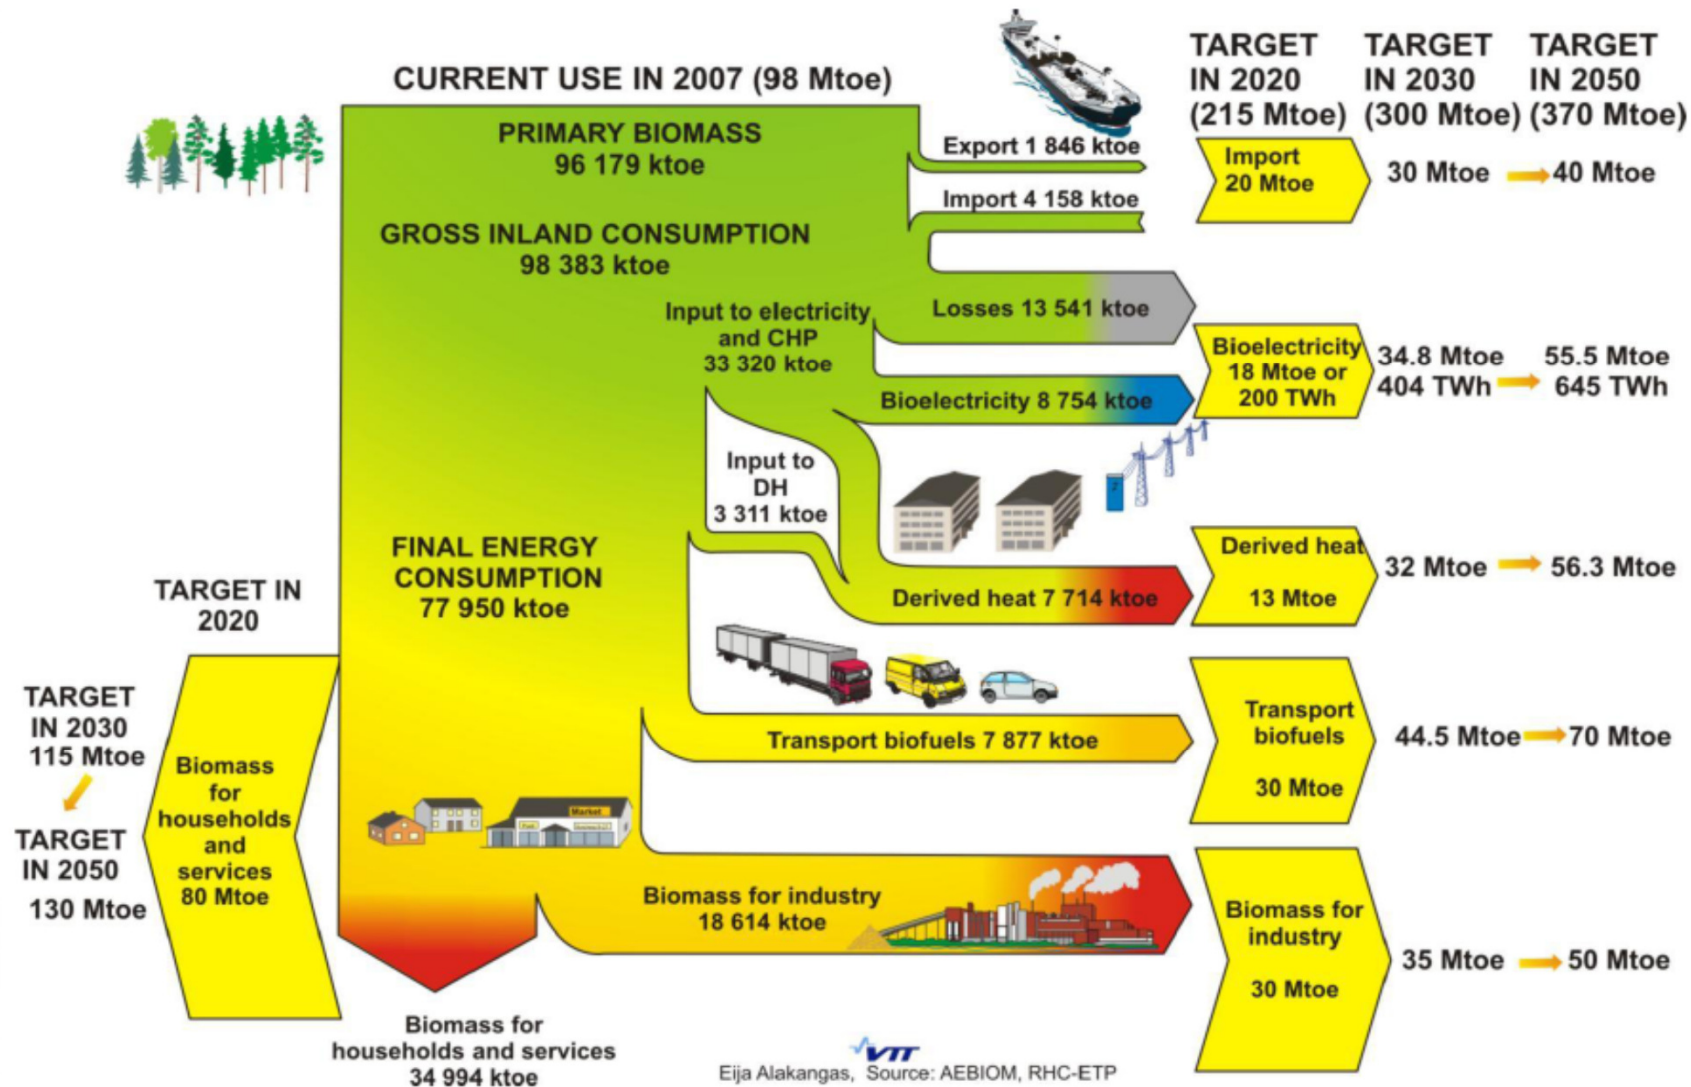 CURRENT USE IN 2007 (98 Mtoe)
PRIMARY BIOMASS
96 179 ktoe
GROSS INLAND CONSUMPTION
98 383 ktoe
Export 1 846 ktoe
Import 4 158 ktoe
Losses 13 541 ktoe
Input to electricity
and CHP
33 320 ktoe
Bioelectricity 8 754 ktoe
Input to
DH
3 311 ktoe
FINAL ENERGY
CONSUMPTION
77 950 ktoe
Derived heat 7 714 ktoe
Transport biofuels 7 877 ktoe
Market
Biomass for industry
18 614 ktoe
Biomass for
households and services
34 994 ktoe
TARGET
IN 2020
(215 Mtoe)
TARGET
IN 2030
(300 Mtoe)
TARGET
IN 2050
(370 Mtoe)
Import
20 Mtoe
30 Mtoe
40 Mtoe
Bioelectricity
18 Mtoe or
200 TWh
34.8 Mtoe
404 TWh
55.5 Mtoe
645 TWh
Derived heat
13 Mtoe
32 Mtoe
56.3 Mtoe
Transport
biofuels
30 Mtoe
44.5 Mtoe
70 Mtoe
Biomass for
industry
30 Mtoe
35 Mtoe
50 Mtoe
TARGET IN
2020
Biomass
for
households
and
services
80 Mtoe
TARGET
IN 2030
115 Mtoe
TARGET
IN 2050
130 Mtoe
VTT
Eija Alakangas, Source: AEBIOM, RHC-ETP